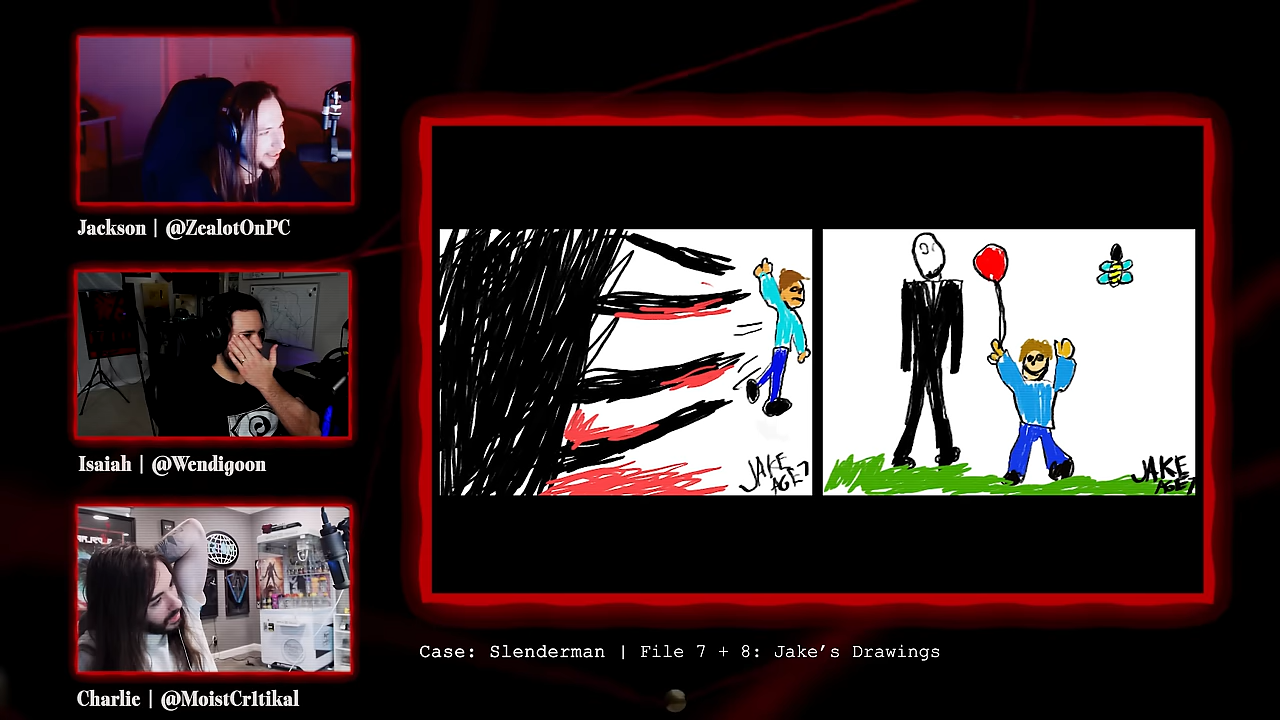 Jackson | @ZealotOnPC
Isaiah | @Wendigoon
Charlie | @MoistCr1tikal
JAKE
AGE 7
JAKE
AGE 7
Case: Slenderman | File 7 + 8: Jake’s Drawings